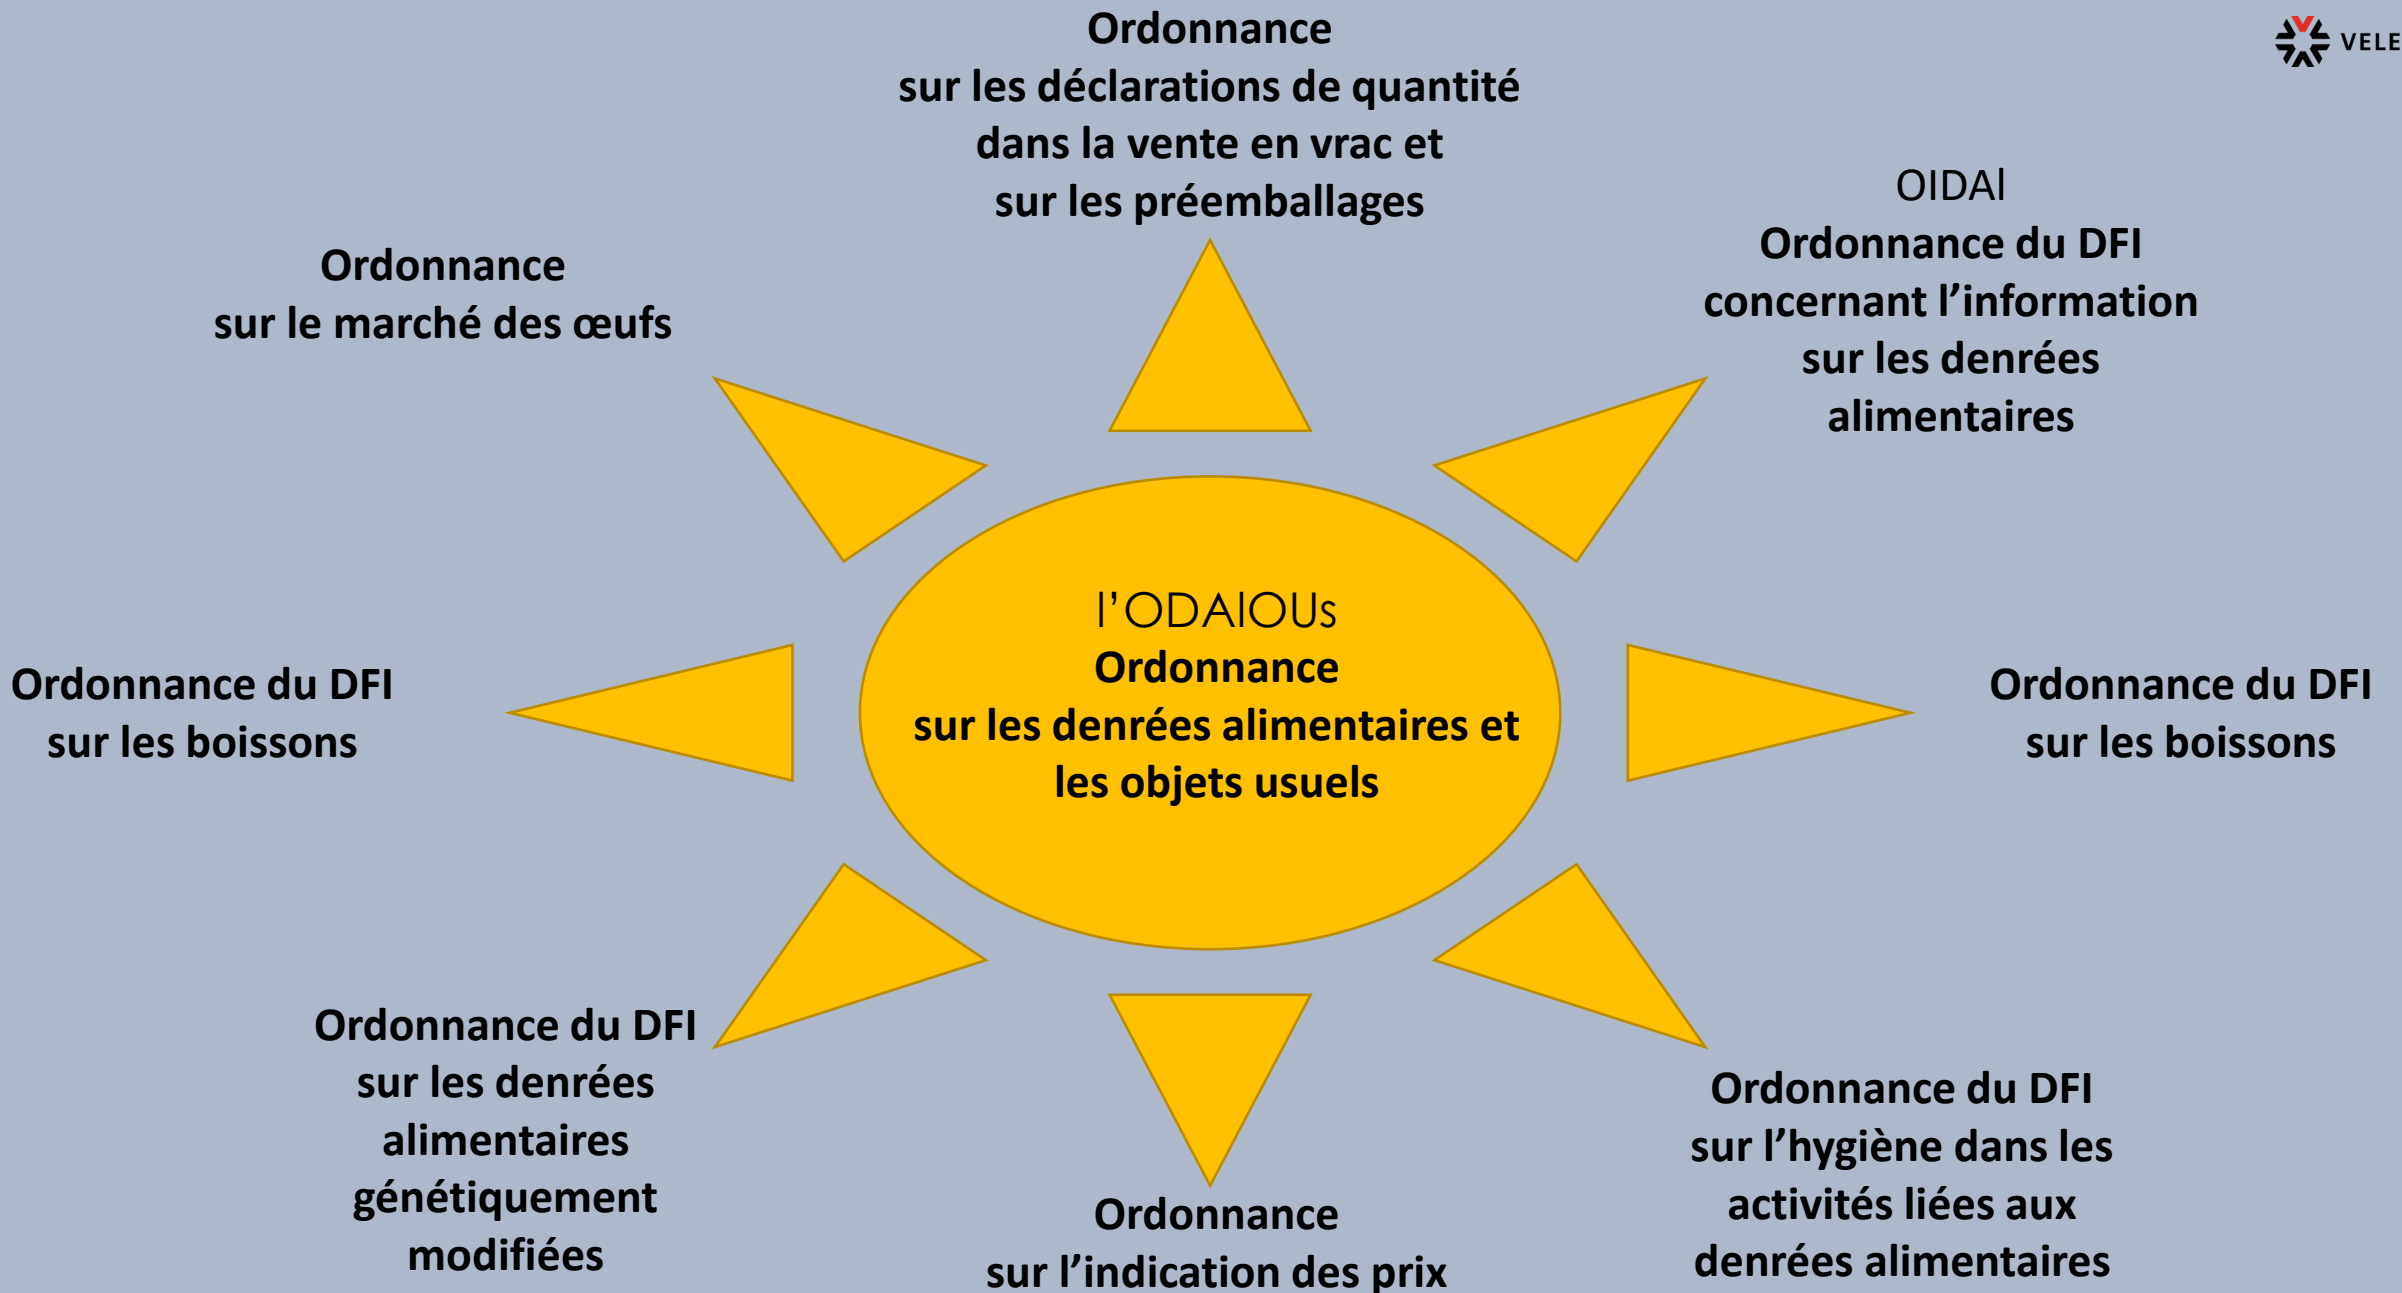 Ordonnance
sur les déclarations de quantité
dans la vente en vrac et
sur les préemballages
VELE
OIDAl
Ordonnance du DFI
concernant l’information
sur les denrées
alimentaires
Ordonnance
sur le marché des œufs
l’ODAlOUs
Ordonnance
sur les denrées alimentaires et
les objets usuels
Ordonnance du DFI
sur les boissons
Ordonnance du DFI
sur les boissons
Ordonnance du DFI
sur les denrées
alimentaires
génétiquement
modifiées
Ordonnance
sur l’indication des prix
Ordonnance du DFI
sur l’hygiène dans les
activités liées aux
denrées alimentaires